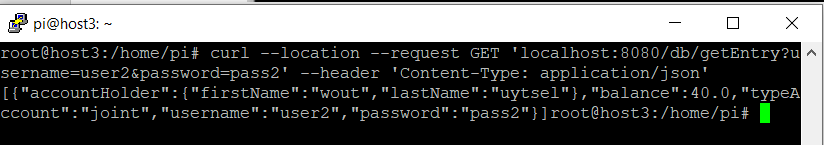 pi@host3: ~
root@host3:/home/pi# curl --location --request GET 'localhost:8080/db/getEntry?u
sername=user2&password=pass2' --header 'Content-Type: application/json'
[{"accountHolder":{"firstName":"wout","lastName":"uytsel"},"balance":40.0,"typeA
ccount":"joint","username":"user2","password":"pass2"}]root@host3:/home/pi#